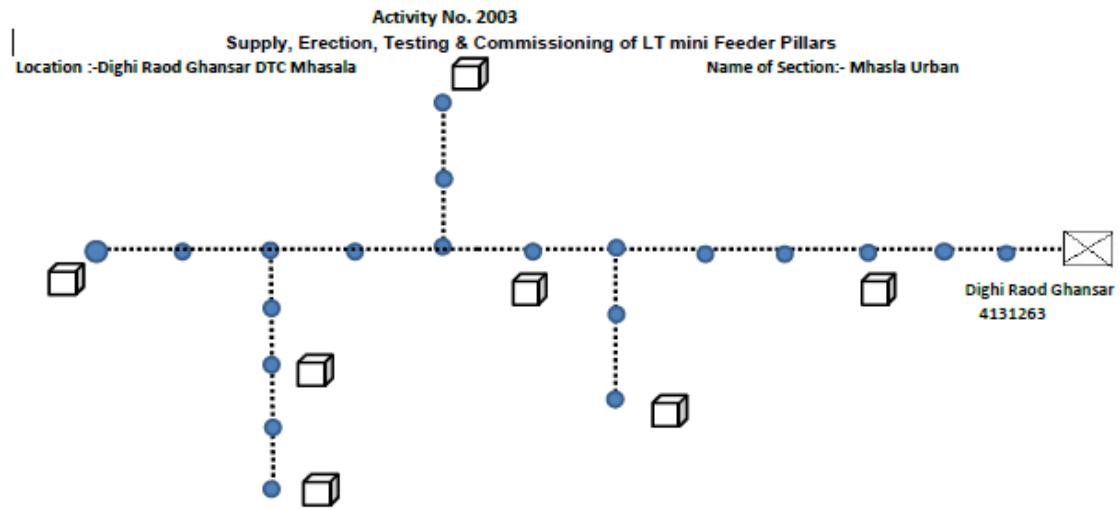 Activity No. 2003
Supply, Erection, Testing & Commissioning of LT mini Feeder Pillars
Location :-Dighi Raod Ghansar DTC Mhasala
Name of Section:- Mhasla Urban
Dighi Raod Ghansar
4131263